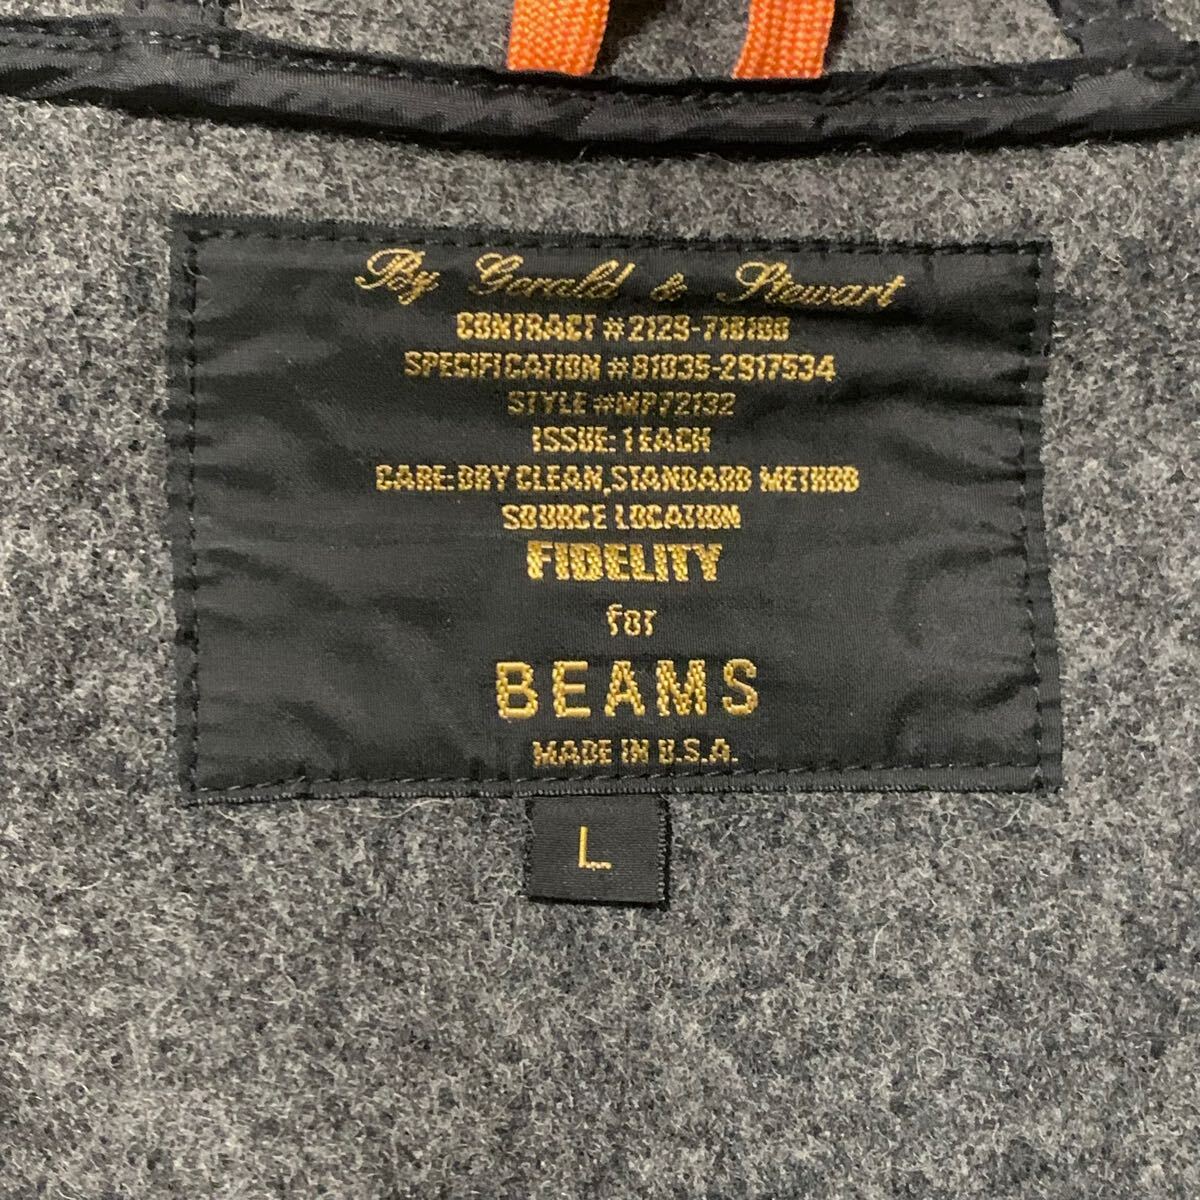 By Gerald & Stewart
CONTRACT #2129-718100
SPECIFICATION #81035-2917534
STYLE #MP72132
ISSUE: 1 EACH
CARE: DRY CLEAN, STANDARD METHOD
SOURCE LOCATION
FIDELITY
for
BEAMS
MADE IN U.S.A.
L